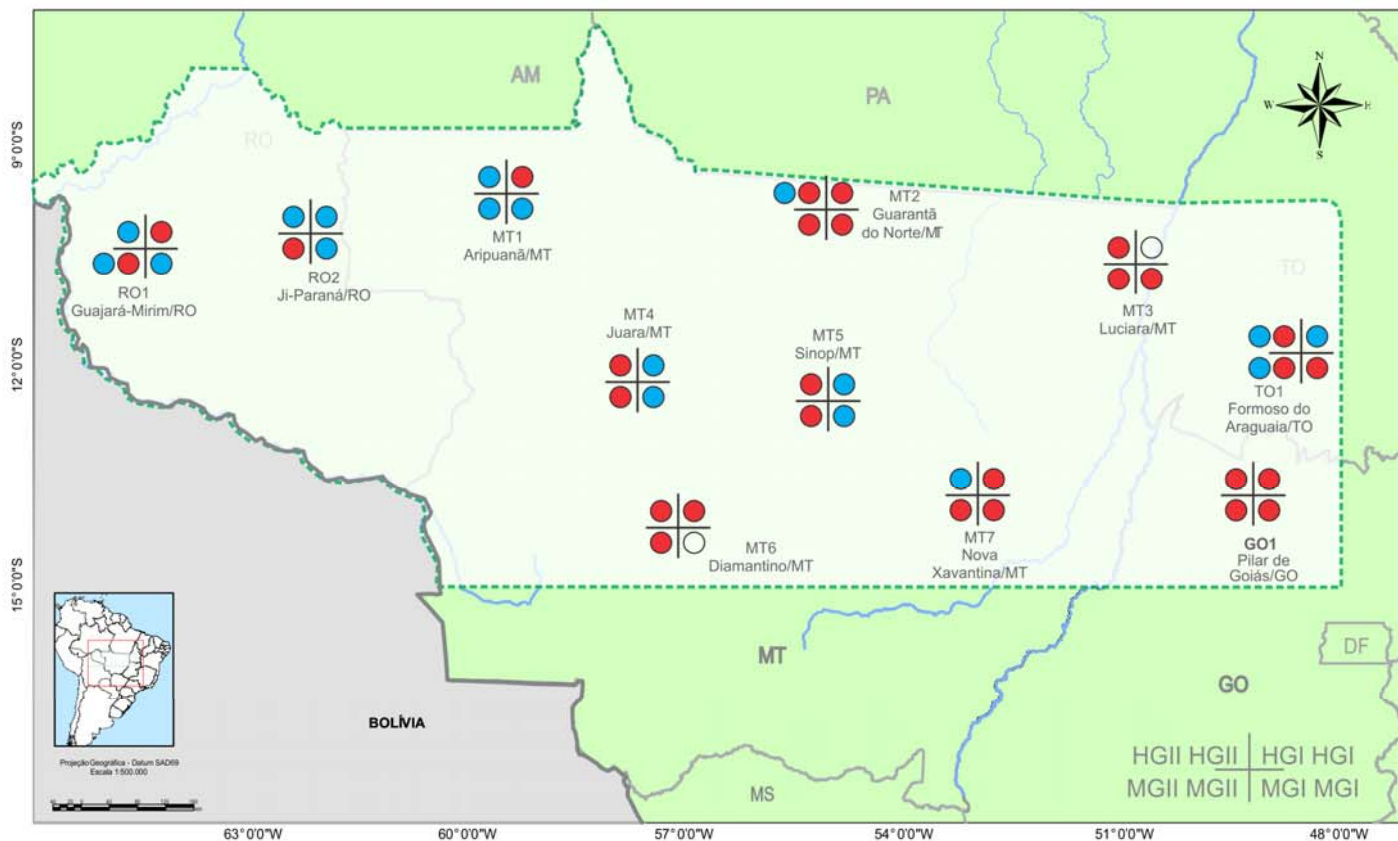 AM
PA
N
W
E
S
9°0'0"S
12°0'0"S
15°0'0"S
RO
TO
RO1
Guajará-Mirim/RO
RO2
Ji-Paraná/RO
MT1
Aripuanã/MT
MT2
Guarantã
do Norte/MT
MT3
Luciara/MT
MT4
Juara/MT
MT5
Sinop/MT
TO1
Formoso do
Araguaia/TO
MT6
Diamantino/MT
MT7
Nova
Xavantina/MT
GO1
Pilar de
Goiás/GO
MT
GO
DF
MS
BOLÍVIA
Projeção Geográfica - Datum SAD69
Escala 1:500.000
HGII HGII HGI HGI
MGII MGII MGI MGI
63°0'0"W
60°0'0"W
57°0'0"W
54°0'0"W
51°0'0"W
48°0'0"W